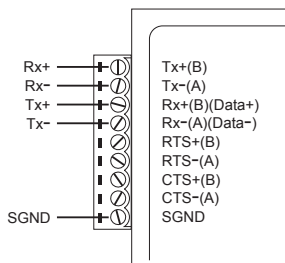 Rx+ Tx+(B)
Rx− Tx−(A)
Tx+ Rx+(B)(Data+)
Tx− Rx−(A)(Data−)
RTS+(B)
RTS−(A)
CTS+(B)
CTS−(A)
SGND SGND